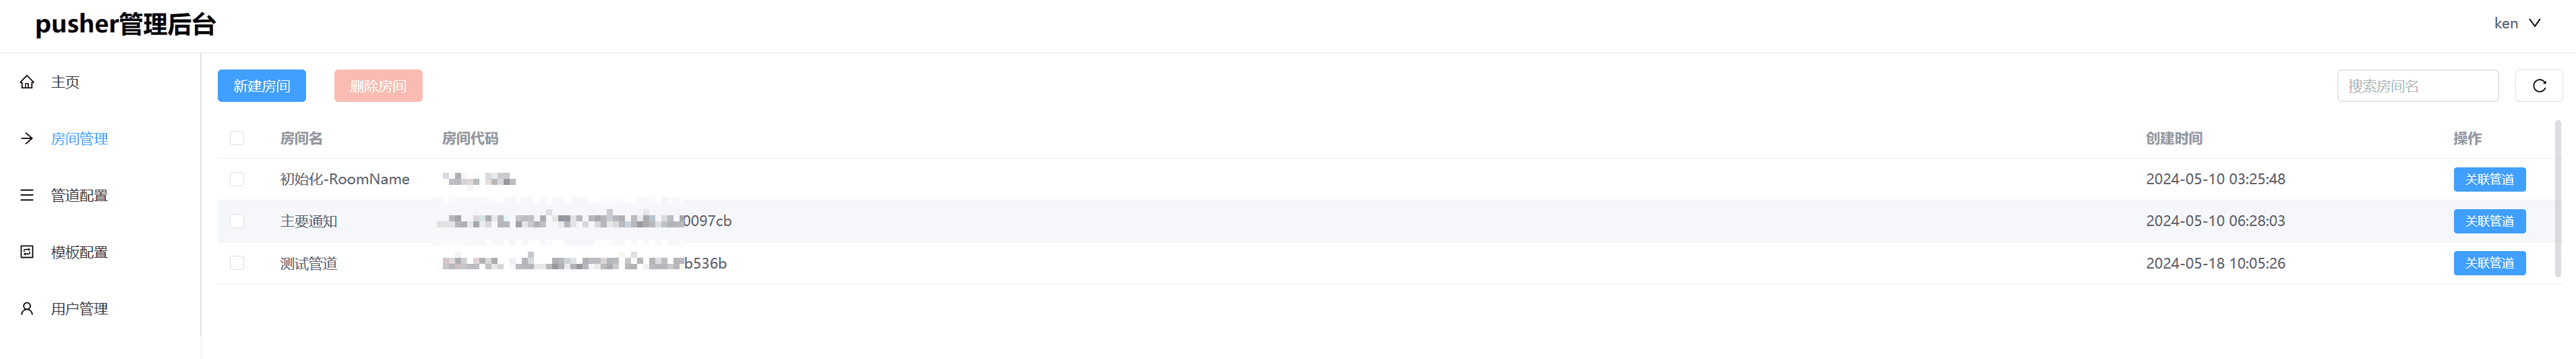 pusher管理后台
ken
主页
房间管理
管道配置
模板配置
用户管理
新建房间 删除房间 搜索房间名
房间名 房间代码 创建时间 操作
初始化-RoomName 2024-05-10 03:25:48 关联管道
主要通知 0097cb 2024-05-10 06:28:03 关联管道
测试管道 b536b 2024-05-18 10:05:26 关联管道